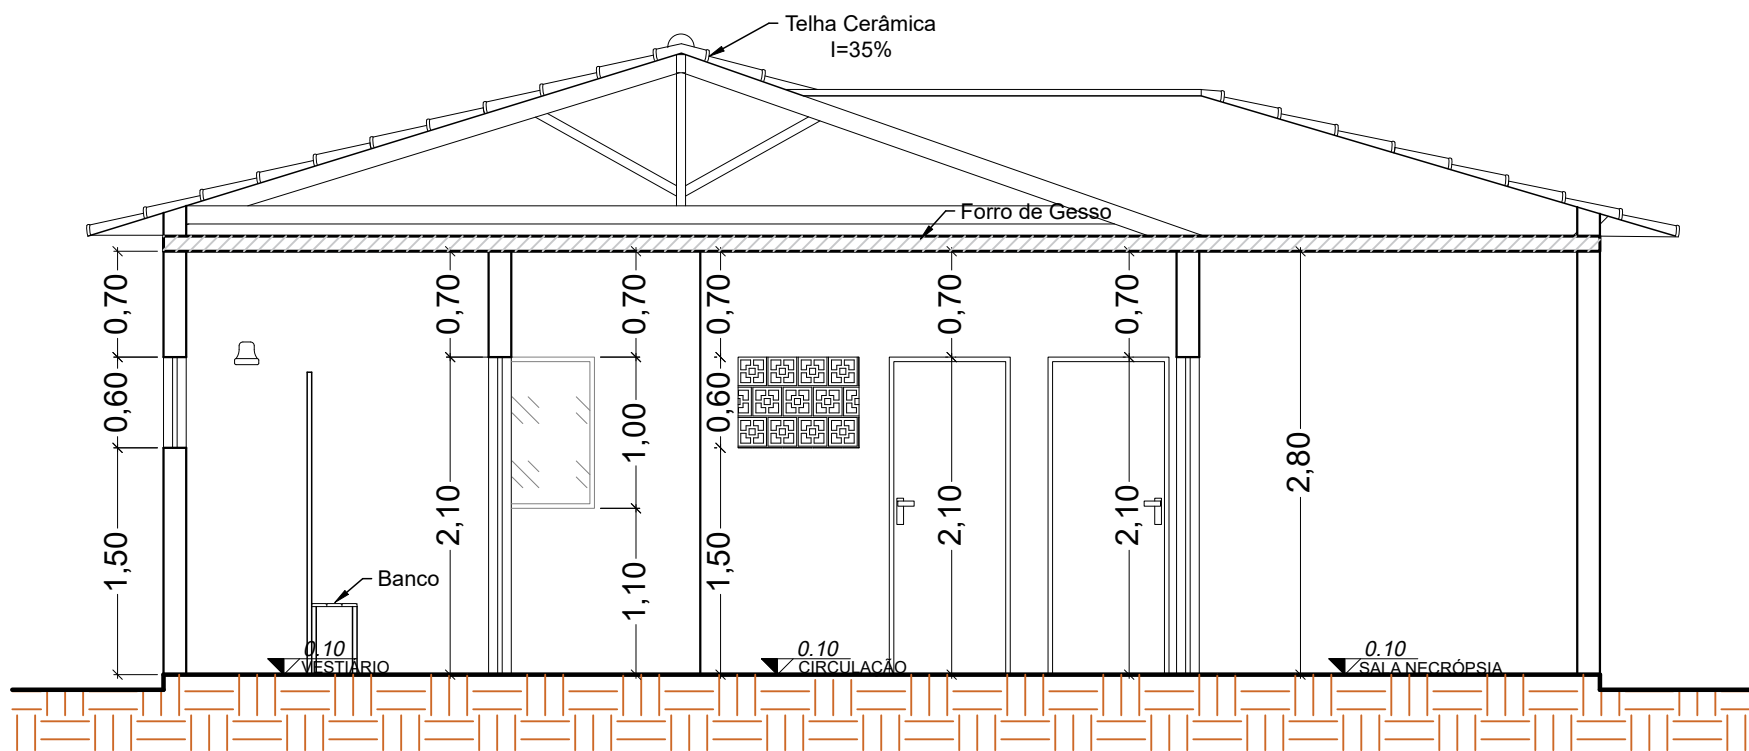 Telha Cerâmica
I=35%
Forro de Gesso
0,70
0,70
0,70
0,70
0,70
0,70
0,60
1,00
0,60
2,80
2,10
2,10
2,10
1,50
1,10
1,50
Banco
0.10
VESTIÁRIO
0.10
CIRCULAÇÃO
0.10
SALA NECRÓPSIA